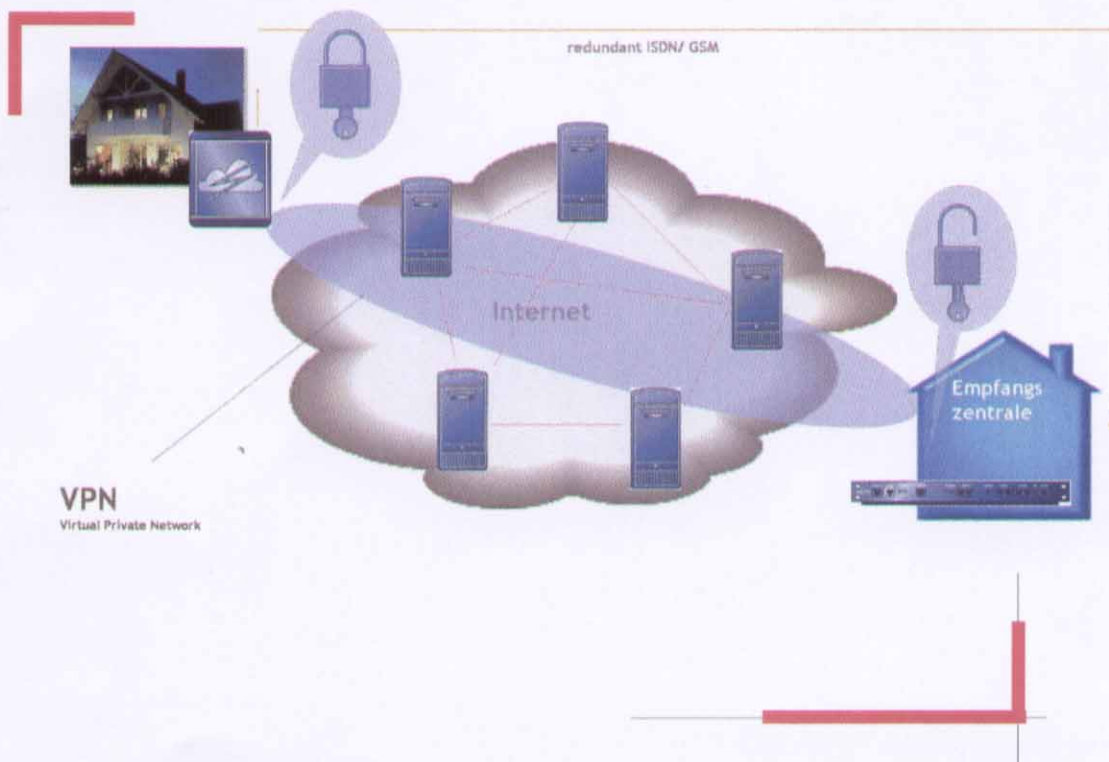 redundant ISDN/ GSM
Internet
Empfangs
zentrale
VPN
Virtual Private Network